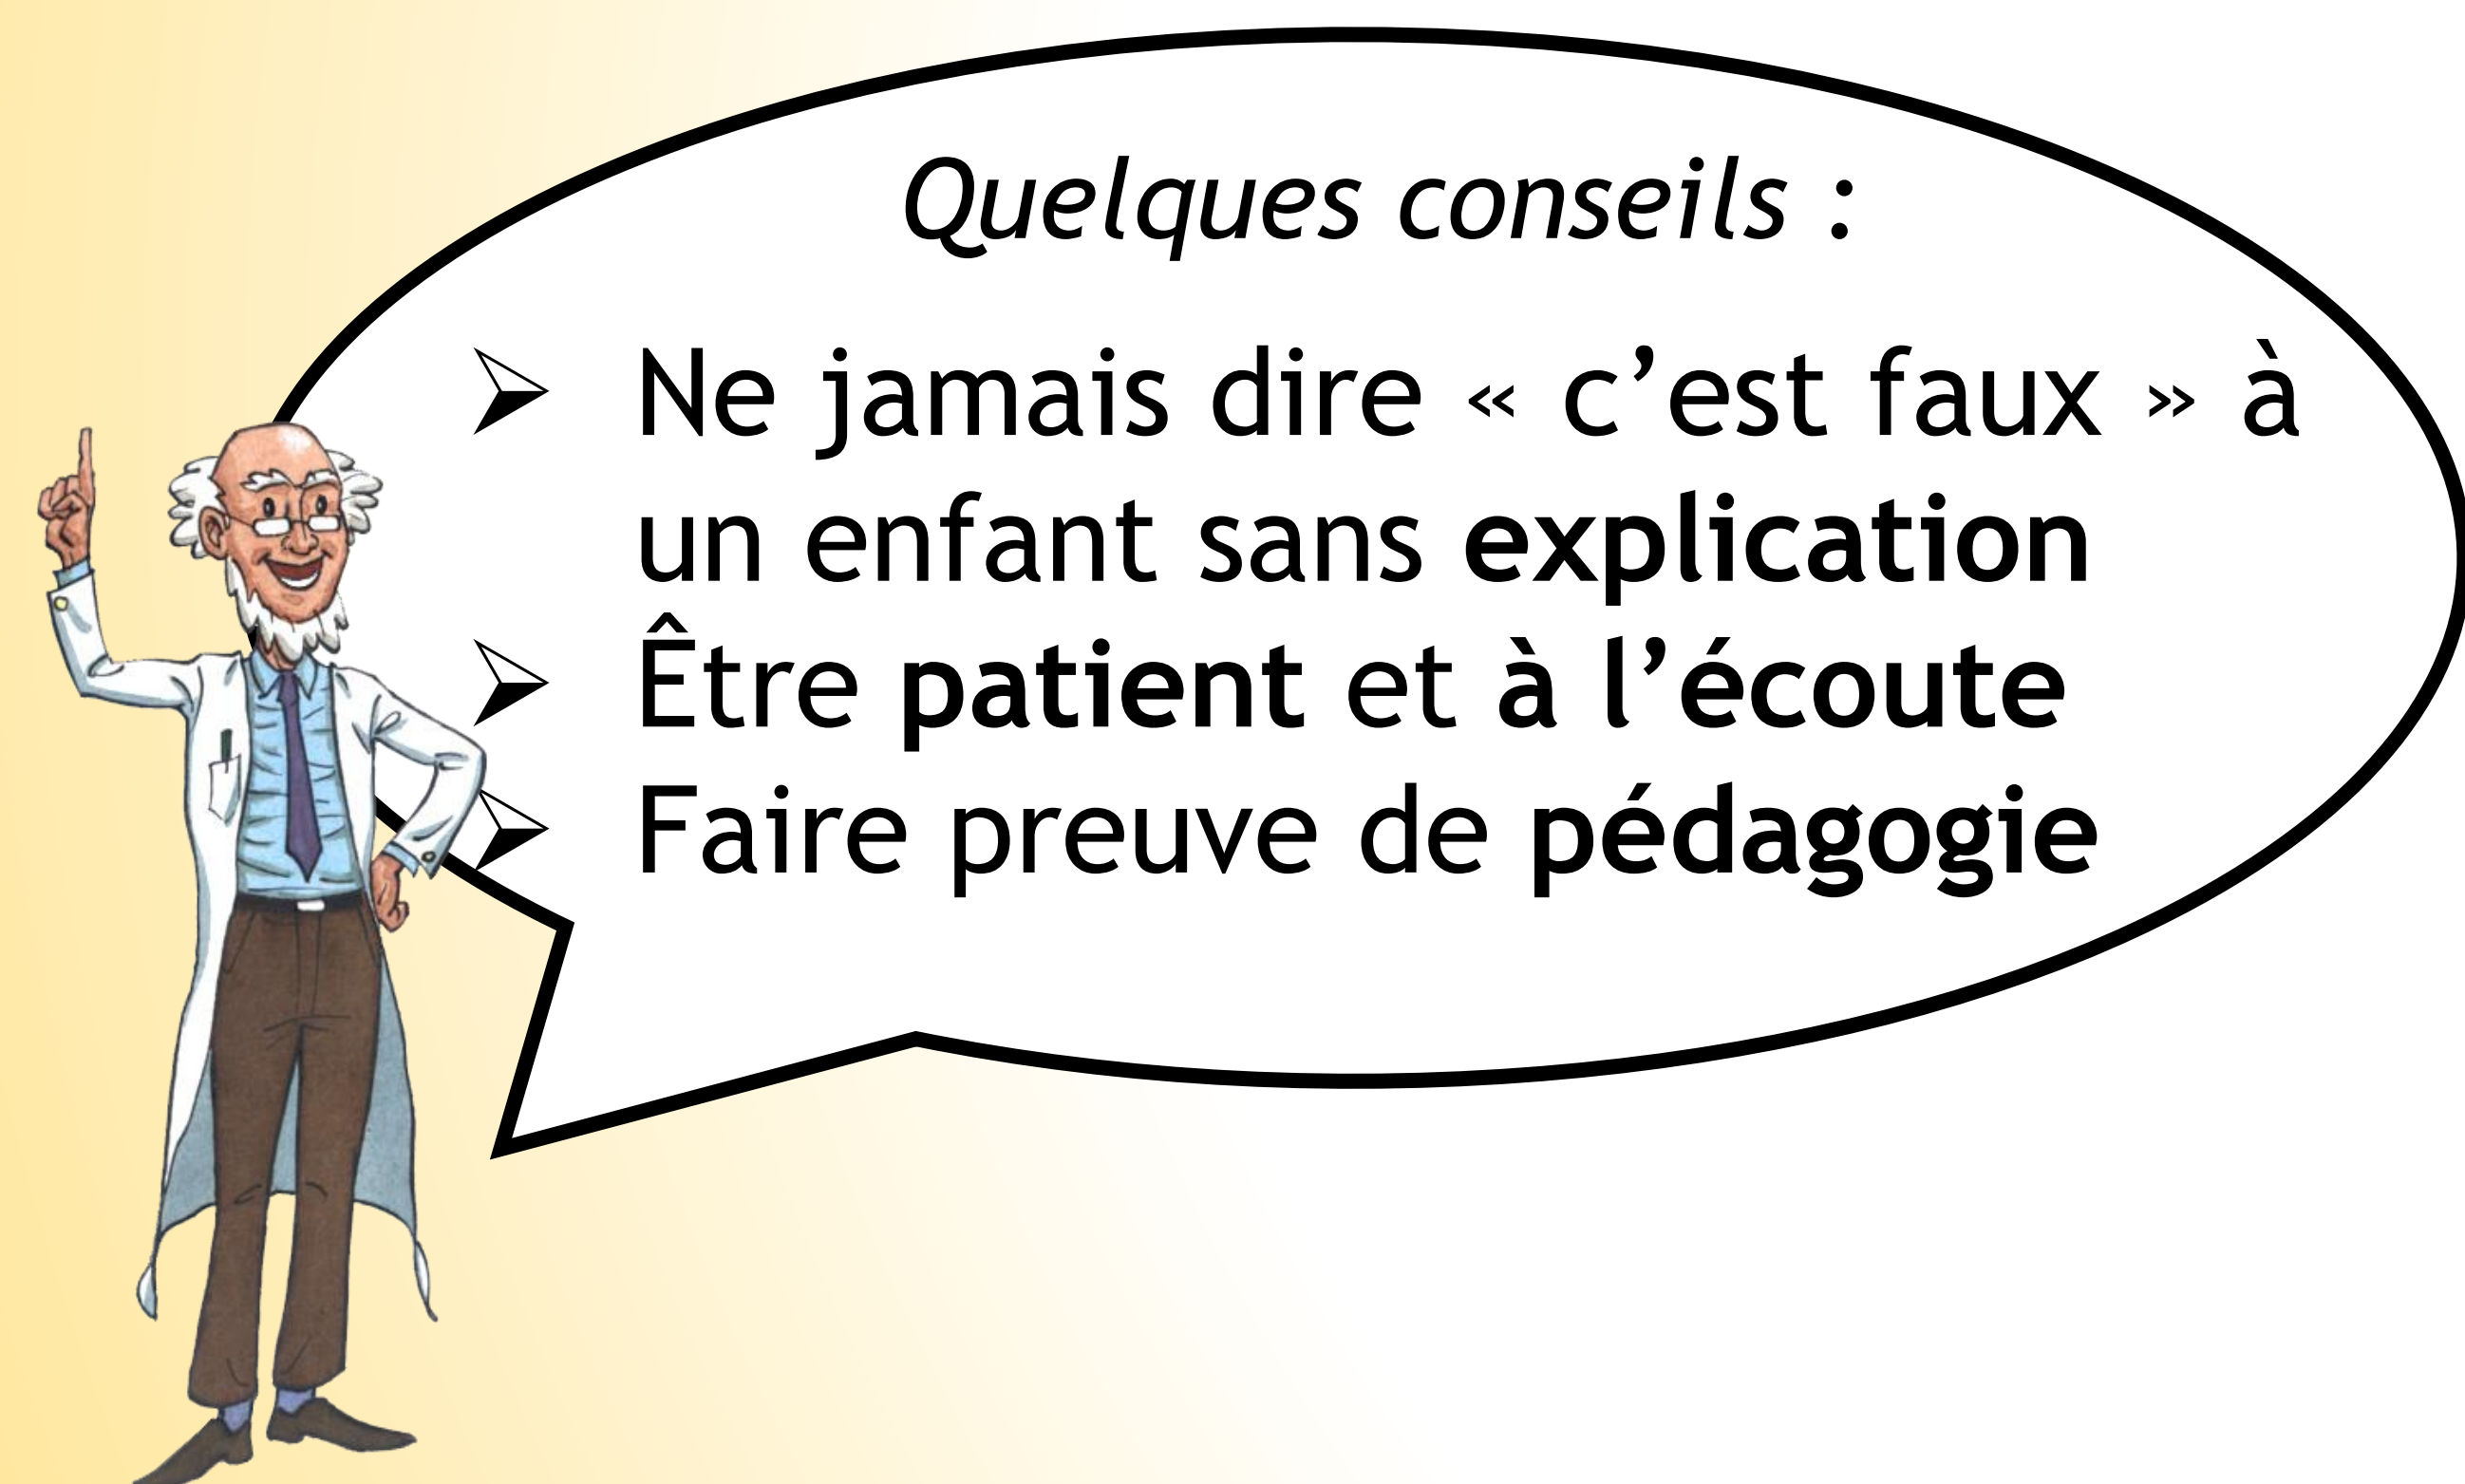 Quelques conseils :
Ne jamais dire « c’est faux » à
un enfant sans explication
Être patient et à l’écoute
Faire preuve de pédagogie